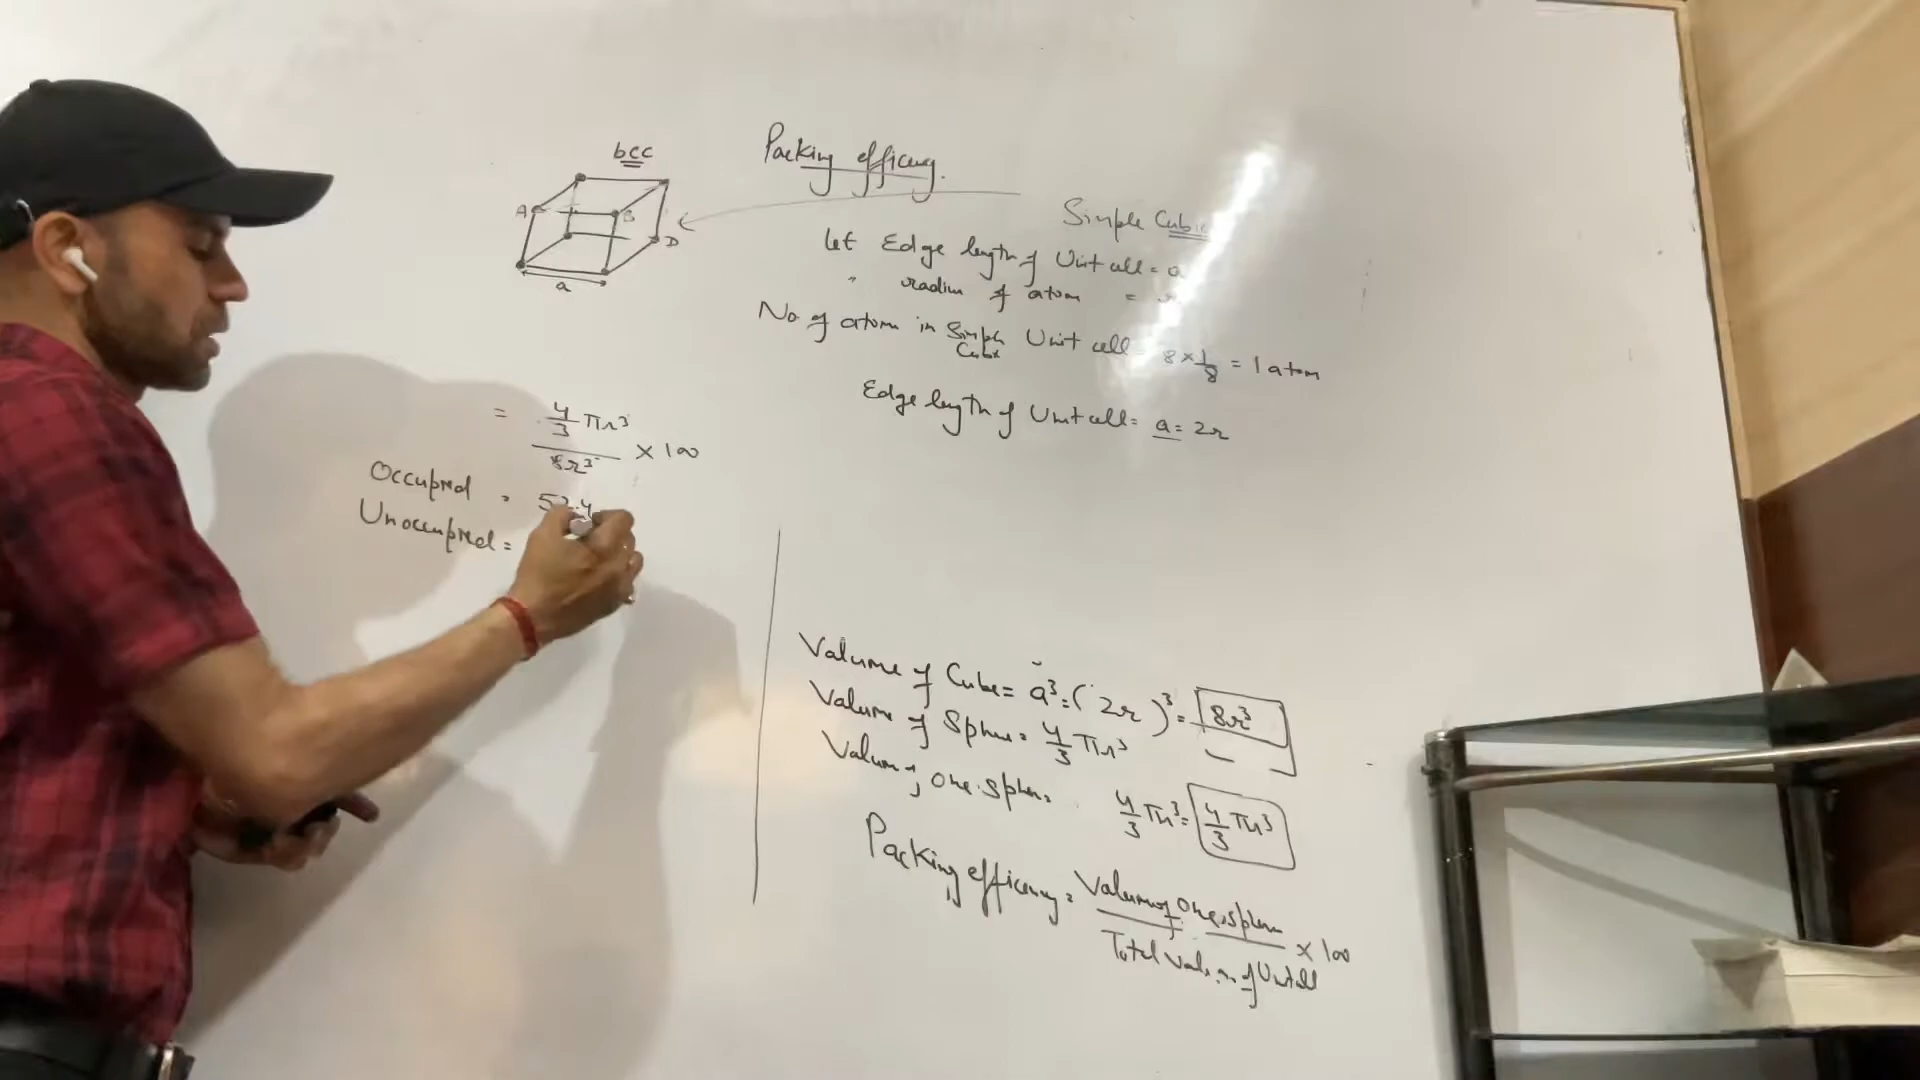 bcc
Packing efficency.
A
B
D
a
Simple Cubic
Let Edge length of Unit cell = a
" radius of atom =
No. of atom in Simple Cubic Unit cell 8 × 1/8 = 1 atom
Edge length of Unit cell = a = 2r
= 4/3 πr³ / 8r³ × 100
Occupied = 52.4
Unoccupied =
Volume of Cube = a³ = (2r)³ = 8r³
Volume of Sphere = 4/3 πr³
Volume of one sphere 4/3 πr³ = 4/3 πr³
Packing efficency = Volume of one sphere / Total Volume of Unit cell × 100